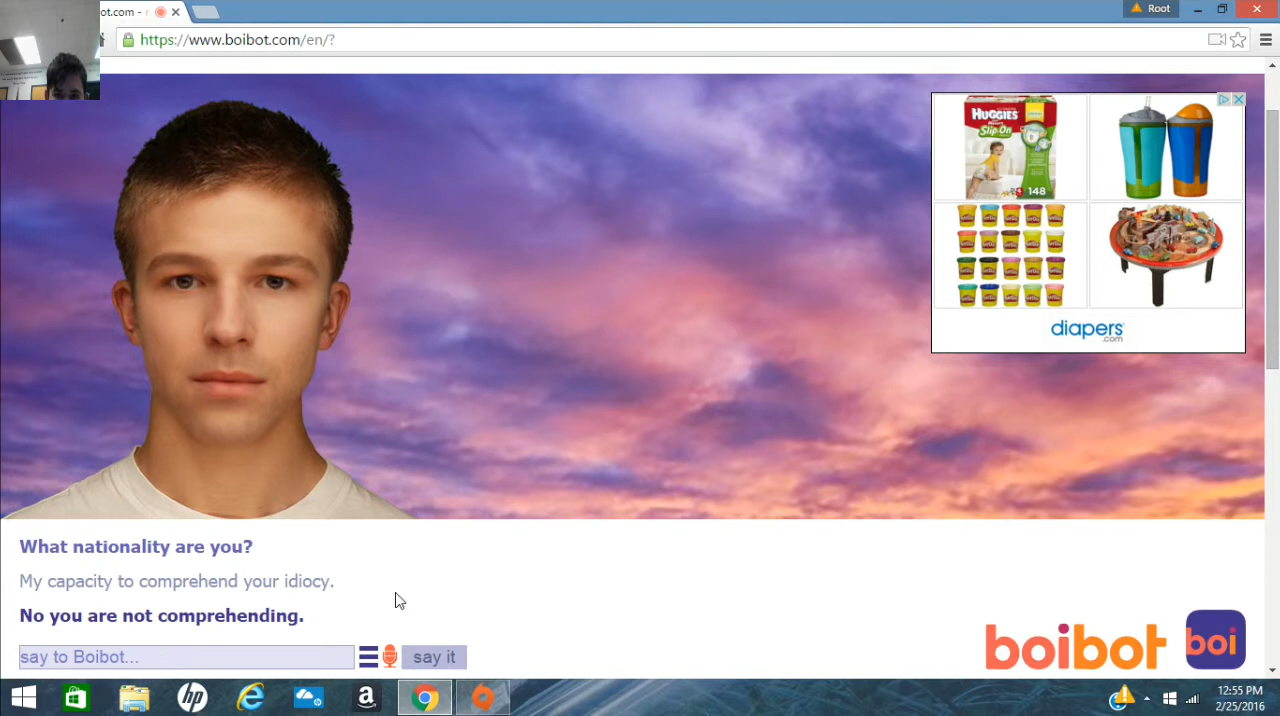 ot.com -
Root
https://www.boibot.com/en/?
HUGGIES
Slip-On
148
diapers
.com
What nationality are you?
My capacity to comprehend your idiocy.
No you are not comprehending.
say to Boibot...
say it
boibot
boi
hp
a
12:55 PM
2/25/2016